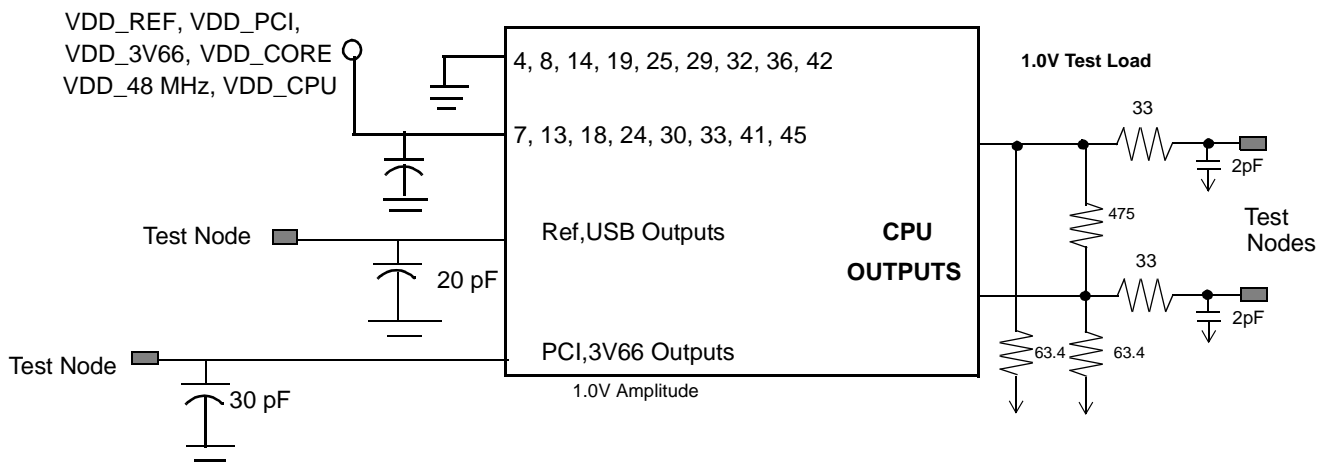 VDD_REF, VDD_PCI,
VDD_3V66, VDD_CORE
VDD_48 MHz, VDD_CPU
4, 8, 14, 19, 25, 29, 32, 36, 42
7, 13, 18, 24, 30, 33, 41, 45
Test Node
Ref,USB Outputs
20 pF
Test Node
PCI,3V66 Outputs
30 pF
1.0V Amplitude
CPU
OUTPUTS
1.0V Test Load
33
2pF
475
Test
Nodes
33
2pF
63.4
63.4